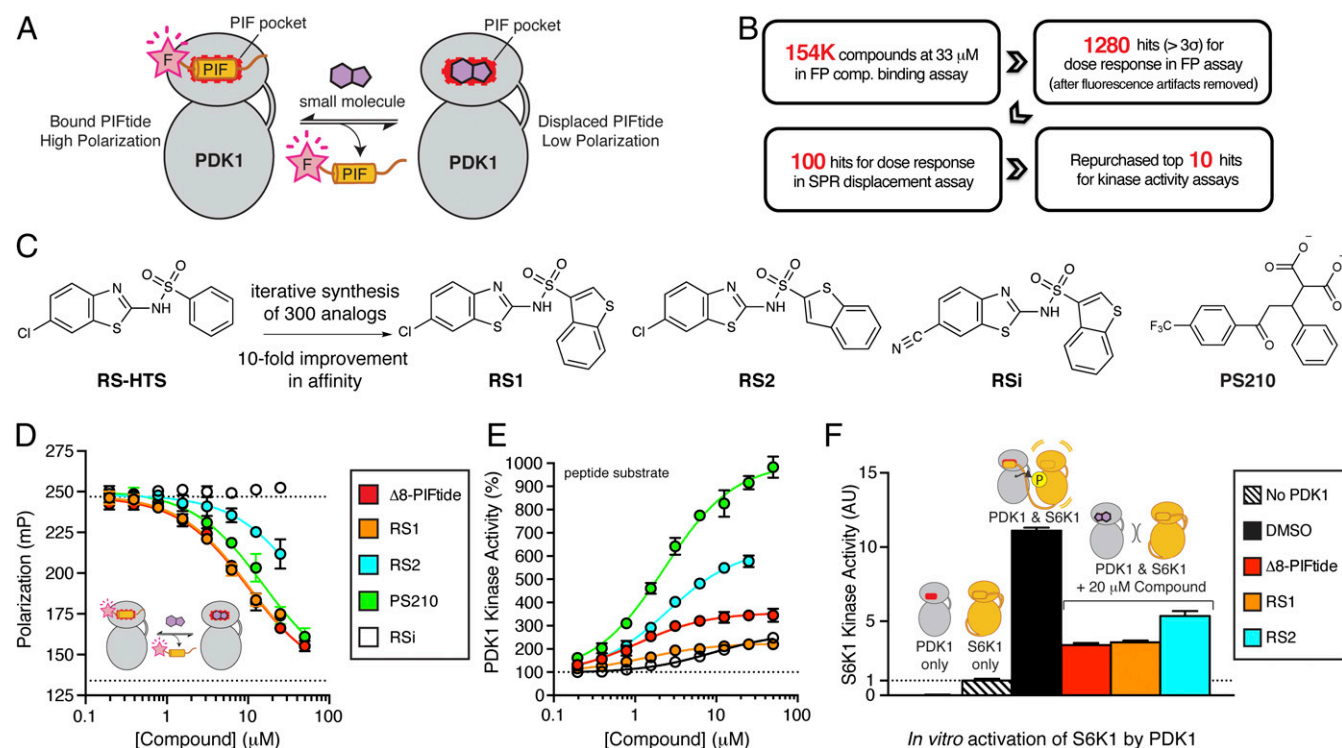 A
PIF pocket
PIF pocket
F
PIF
small molecule
Bound PIFtide
High Polarization
Displaced PIFtide
Low Polarization
PDK1
F
PIF
PDK1
B
154K compounds at 33 μM
in FP comp. binding assay
1280 hits (> 3σ) for
dose response in FP assay
(after fluorescence artifacts removed)
100 hits for dose response
in SPR displacement assay
Repurchased top 10 hits
for kinase activity assays
C
Cl
N
S
NH
S
O
O
RS-HTS
iterative synthesis
of 300 analogs
10-fold improvement
in affinity
Cl
N
S
NH
S
O
O
S
RS1
Cl
N
S
NH
S
O
O
S
RS2
N
N
S
NH
S
O
O
S
RSi
F₃C
O
O
O⁻
O
O⁻
PS210
D
Polarization (mP)
275
250
225
200
175
150
125
0.1
1
10
100
[Compound] (μM)
Δ8-PIFtide
RS1
RS2
PS210
RSi
E
peptide substrate
PDK1 Kinase Activity (%)
1000
900
800
700
600
500
400
300
200
100
0
0.1
1
10
100
[Compound] (μM)
F
S6K1 Kinase Activity (AU)
15
10
5
1
0
P
PDK1 & S6K1
PDK1 & S6K1
+ 20 μM Compound
PDK1
only
S6K1
only
In vitro activation of S6K1 by PDK1
No PDK1
DMSO
Δ8-PIFtide
RS1
RS2